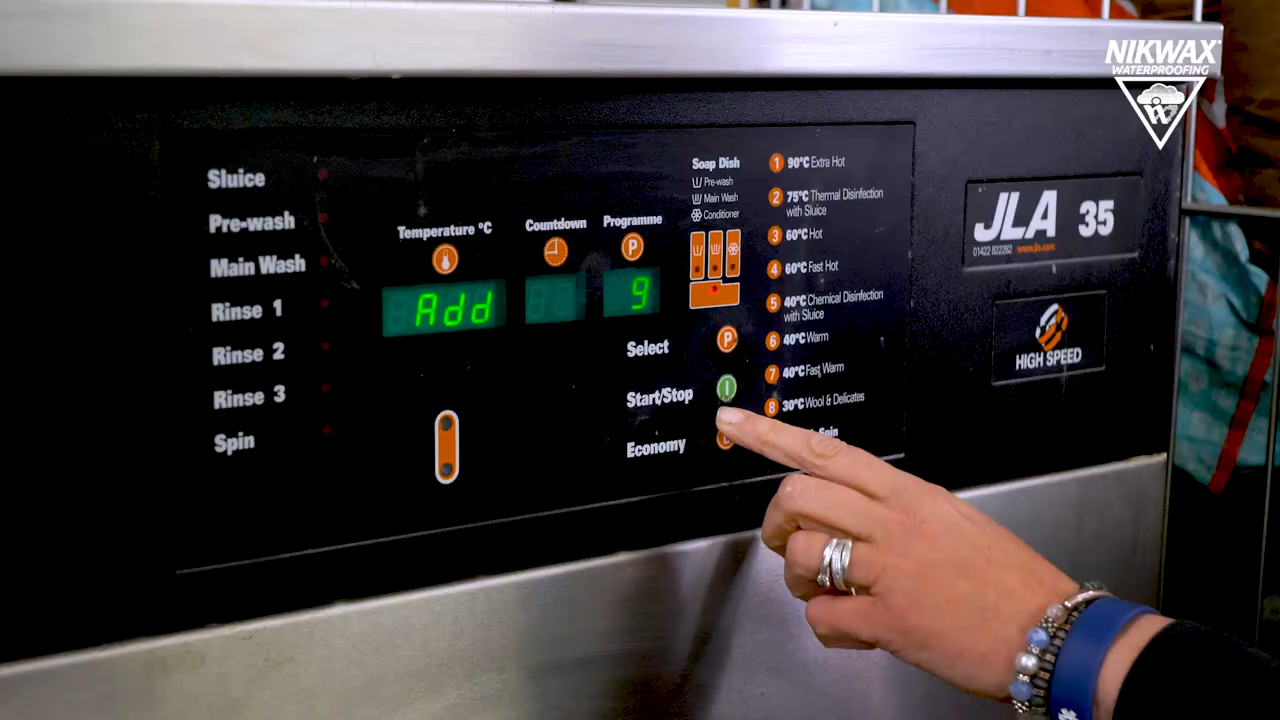 NIKWAX
WATERPROOFING
Sluice
Pre-wash
Main Wash
Rinse 1
Rinse 2
Rinse 3
Spin
Temperature °C
Add
Countdown
Programme
P
9
Soap Dish
Pre-wash
Main Wash
Conditioner
Select
P
Start/Stop
Economy
1 90°C Extra Hot
2 75°C Thermal Disinfection
with Sluice
3 60°C Hot
4 60°C Fast Hot
5 40°C Chemical Disinfection
with Sluice
6 40°C Warm
7 40°C Fast Warm
8 30°C Wool & Delicates
Spin
JLA 35
01422 822282 www.jla.com
HIGH SPEED